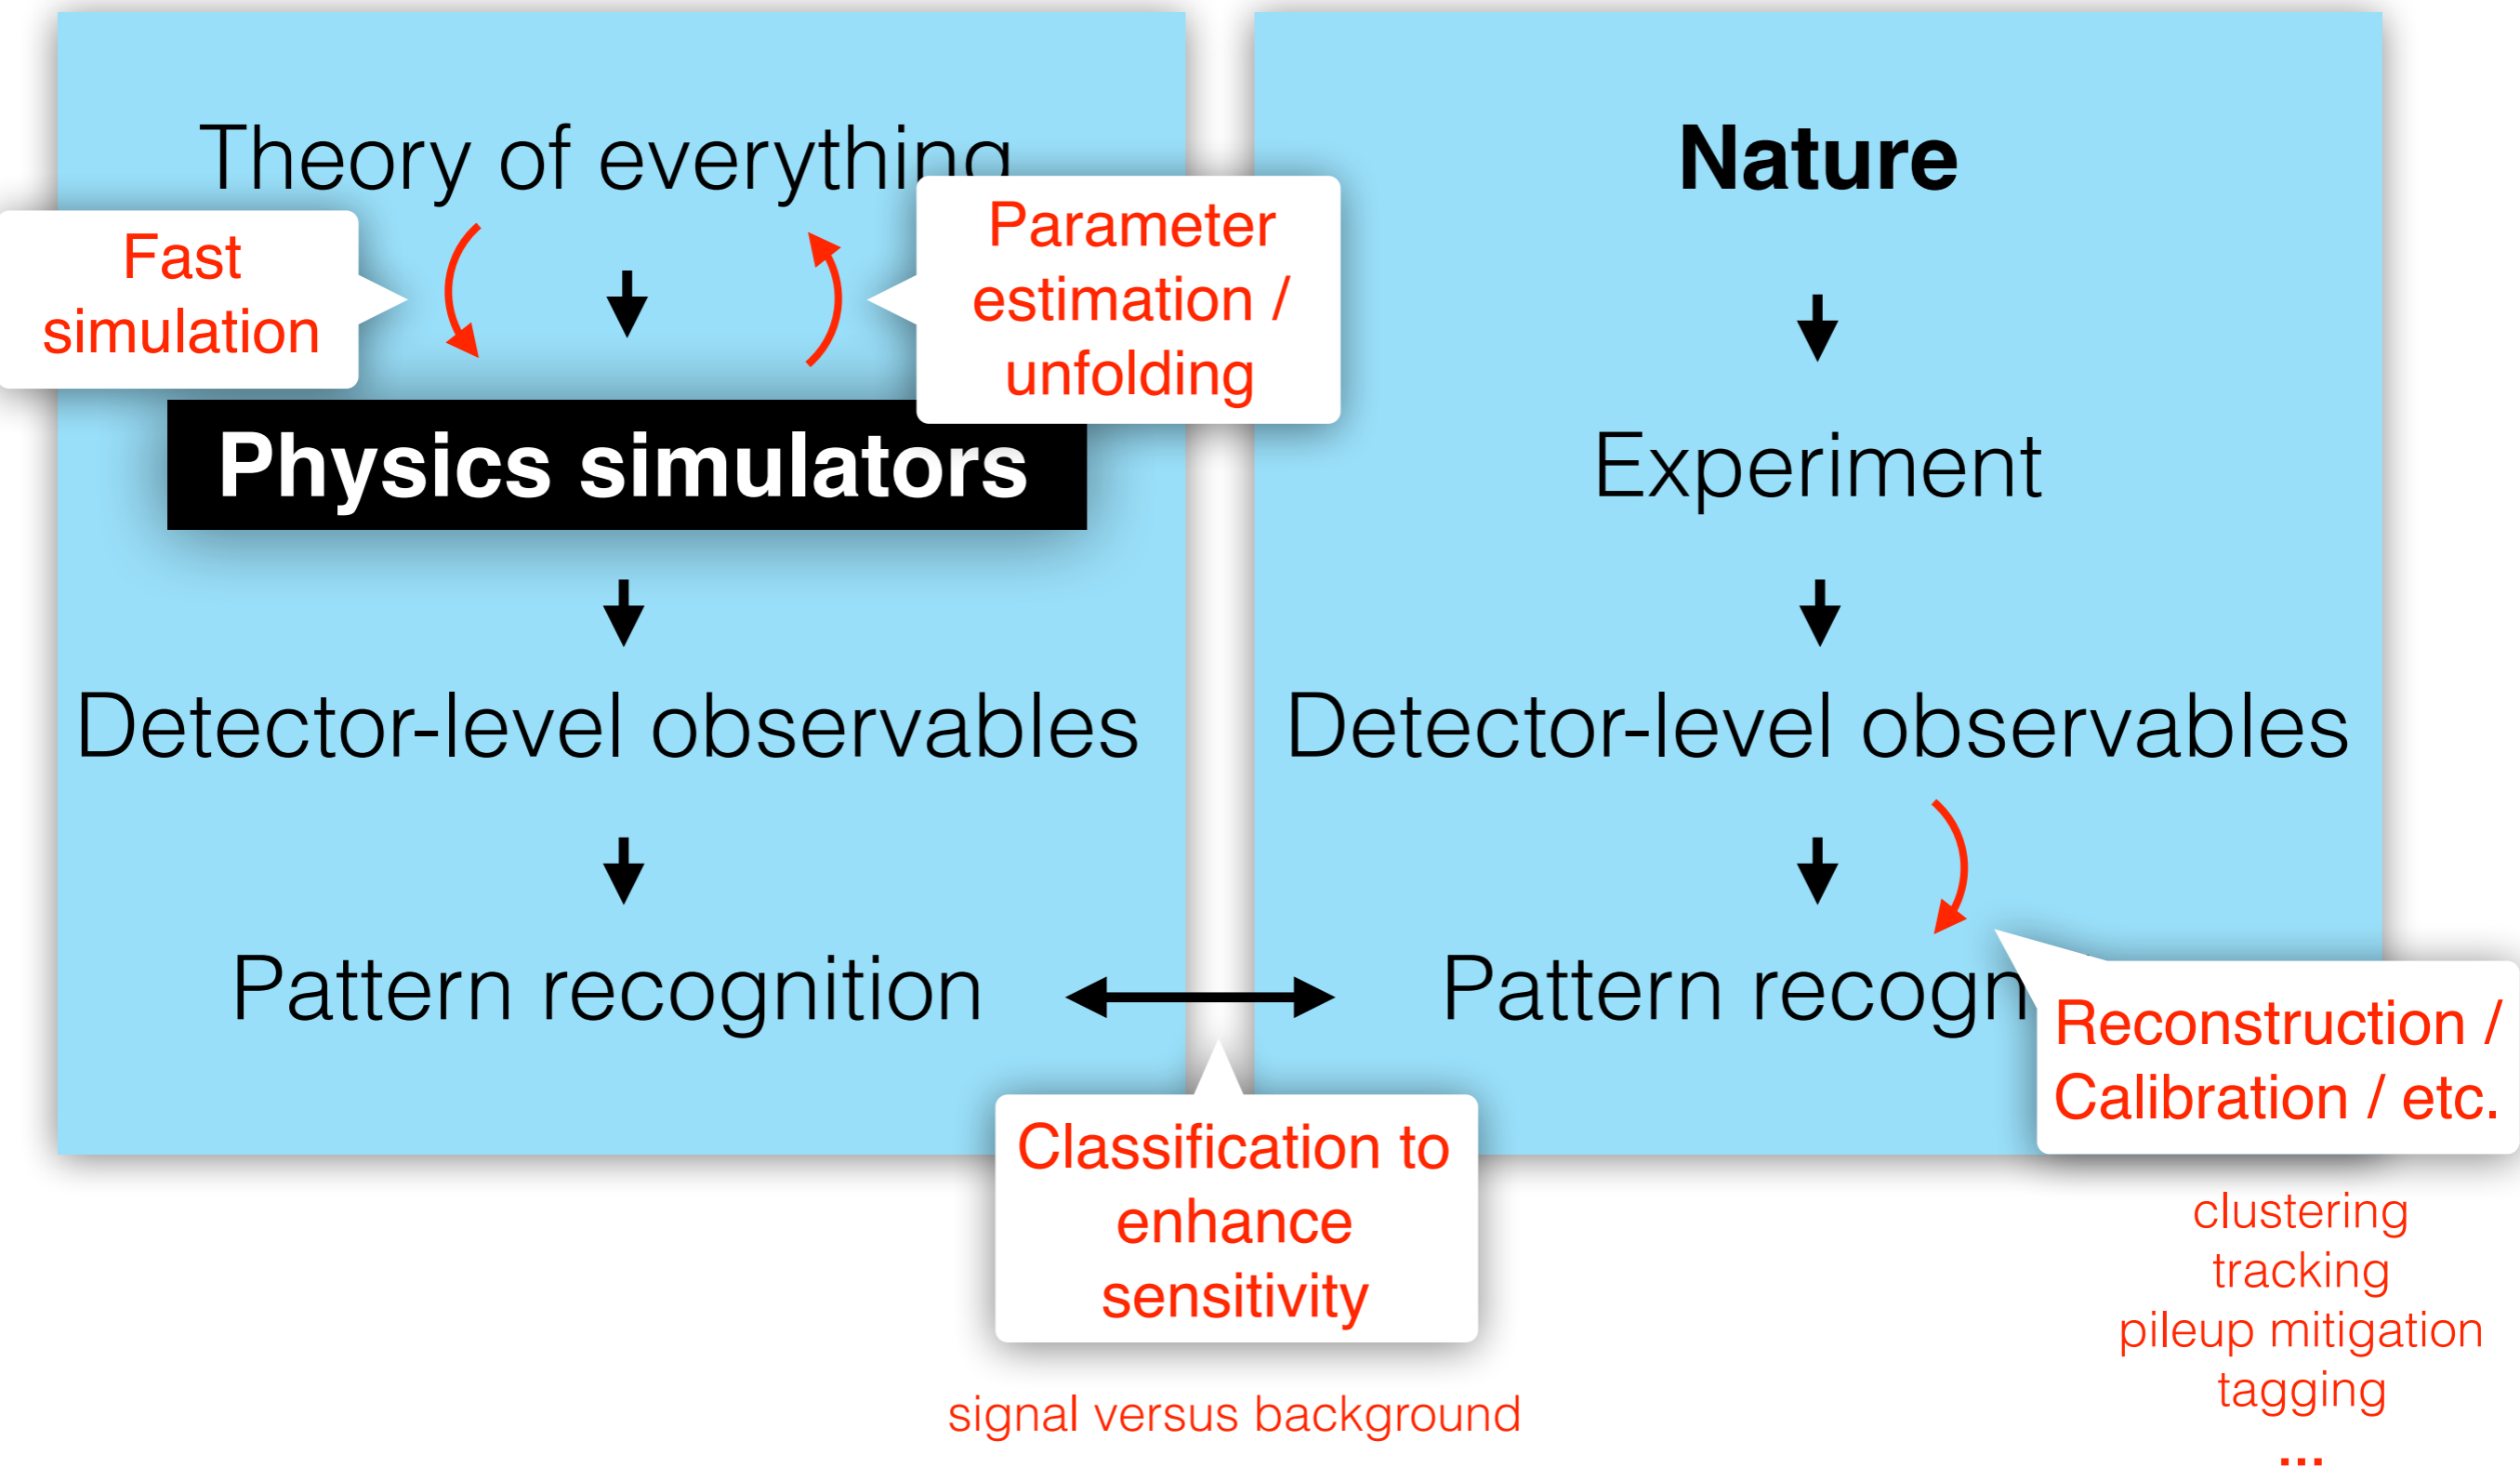 Theory of everything
Fast
simulation
Parameter
estimation /
unfolding
Physics simulators
Detector-level observables
Pattern recognition
Nature
Experiment
Detector-level observables
Pattern recogn
Reconstruction /
Calibration / etc.
clustering
tracking
pileup mitigation
tagging
...
Classification to
enhance
sensitivity
signal versus background